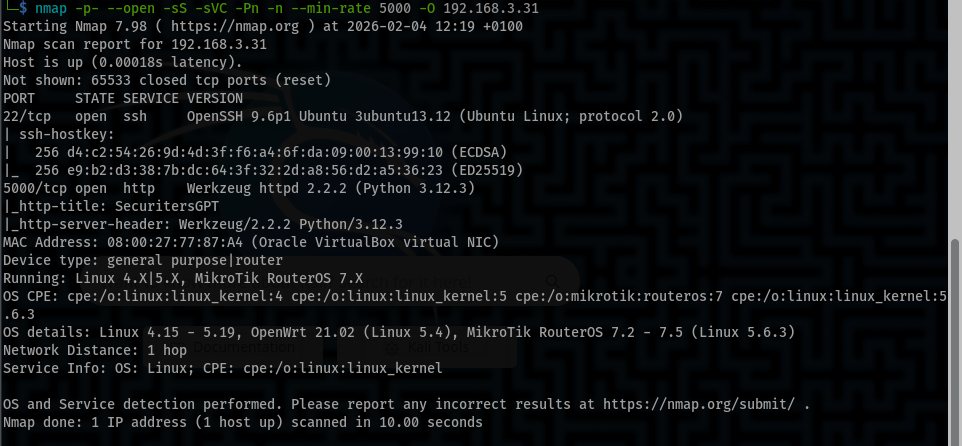 └─$ nmap -p- --open -sS -sVC -Pn -n --min-rate 5000 -O 192.168.3.31
Starting Nmap 7.98 ( https://nmap.org ) at 2026-02-04 12:19 +0100
Nmap scan report for 192.168.3.31
Host is up (0.00018s latency).
Not shown: 65533 closed tcp ports (reset)
PORT     STATE SERVICE VERSION
22/tcp   open  ssh     OpenSSH 9.6p1 Ubuntu 3ubuntu13.12 (Ubuntu Linux; protocol 2.0)
| ssh-hostkey:
|   256 d4:c2:54:26:9d:4d:3f:f6:a4:6f:da:09:00:13:99:10 (ECDSA)
|_  256 e9:b2:d3:38:7b:dc:64:3f:32:2d:a8:56:d2:a5:36:23 (ED25519)
5000/tcp open  http    Werkzeug httpd 2.2.2 (Python 3.12.3)
|_http-title: SecuritersGPT
|_http-server-header: Werkzeug/2.2.2 Python/3.12.3
MAC Address: 08:00:27:77:87:A4 (Oracle VirtualBox virtual NIC)
Device type: general purpose|router
Running: Linux 4.X|5.X, MikroTik RouterOS 7.X
OS CPE: cpe:/o:linux:linux_kernel:4 cpe:/o:linux:linux_kernel:5 cpe:/o:mikrotik:routeros:7 cpe:/o:linux:linux_kernel:5
.6.3
OS details: Linux 4.15 - 5.19, OpenWrt 21.02 (Linux 5.4), MikroTik RouterOS 7.2 - 7.5 (Linux 5.6.3)
Network Distance: 1 hop
Documentation
Kali Tools
Service Info: OS: Linux; CPE: cpe:/o:linux:linux_kernel
OS and Service detection performed. Please report any incorrect results at https://nmap.org/submit/ .
Nmap done: 1 IP address (1 host up) scanned in 10.00 seconds